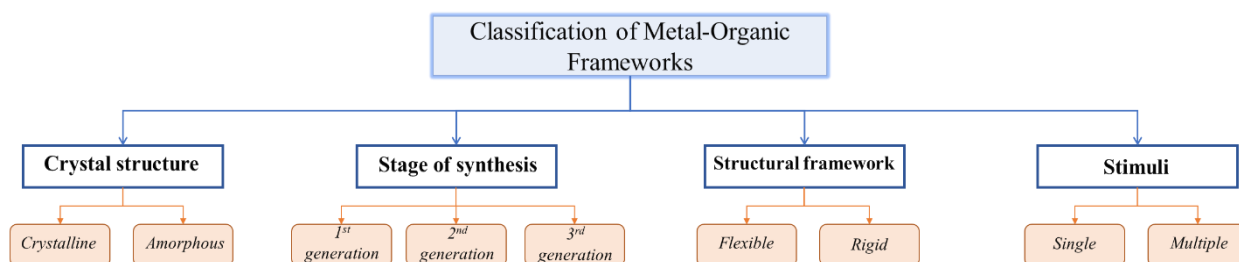 Classification of Metal-Organic
Frameworks
Crystal structure
Stage of synthesis
Structural framework
Stimuli
Crystalline
Amorphous
1st
generation
2nd
generation
3rd
generation
Flexible
Rigid
Single
Multiple